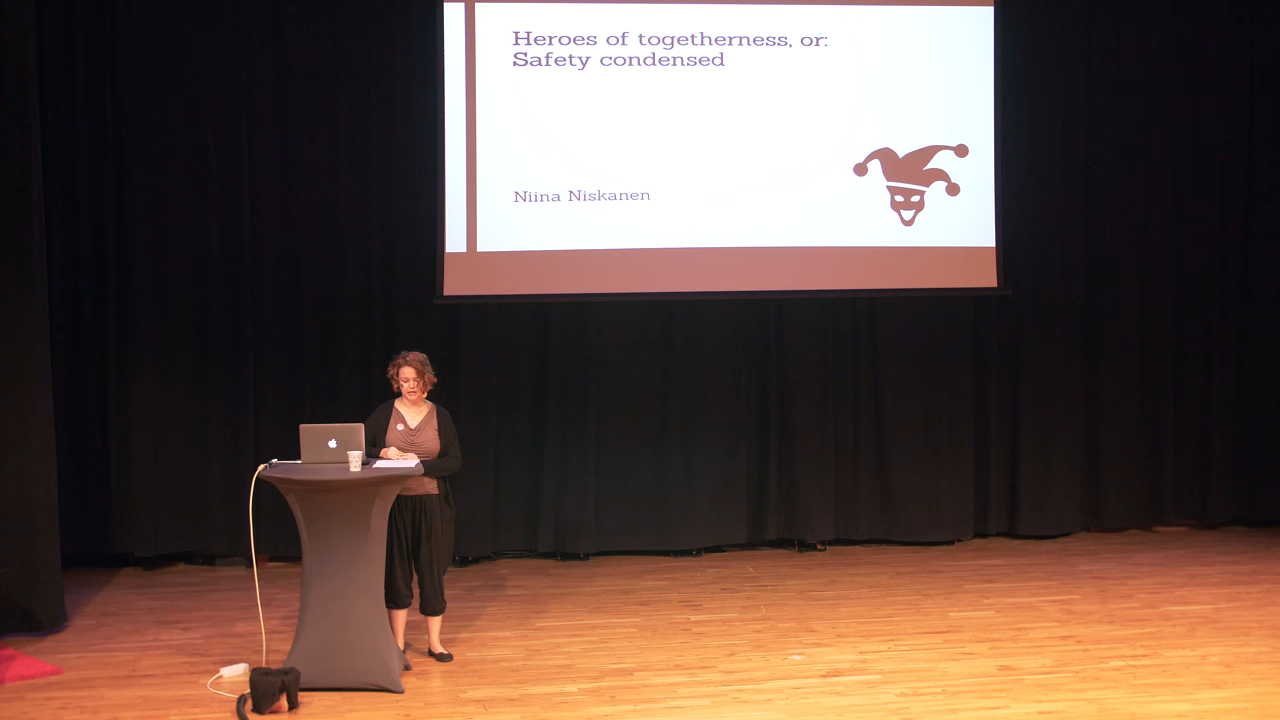 Heroes of togetherness, or:
Safety condensed
Niina Niskanen